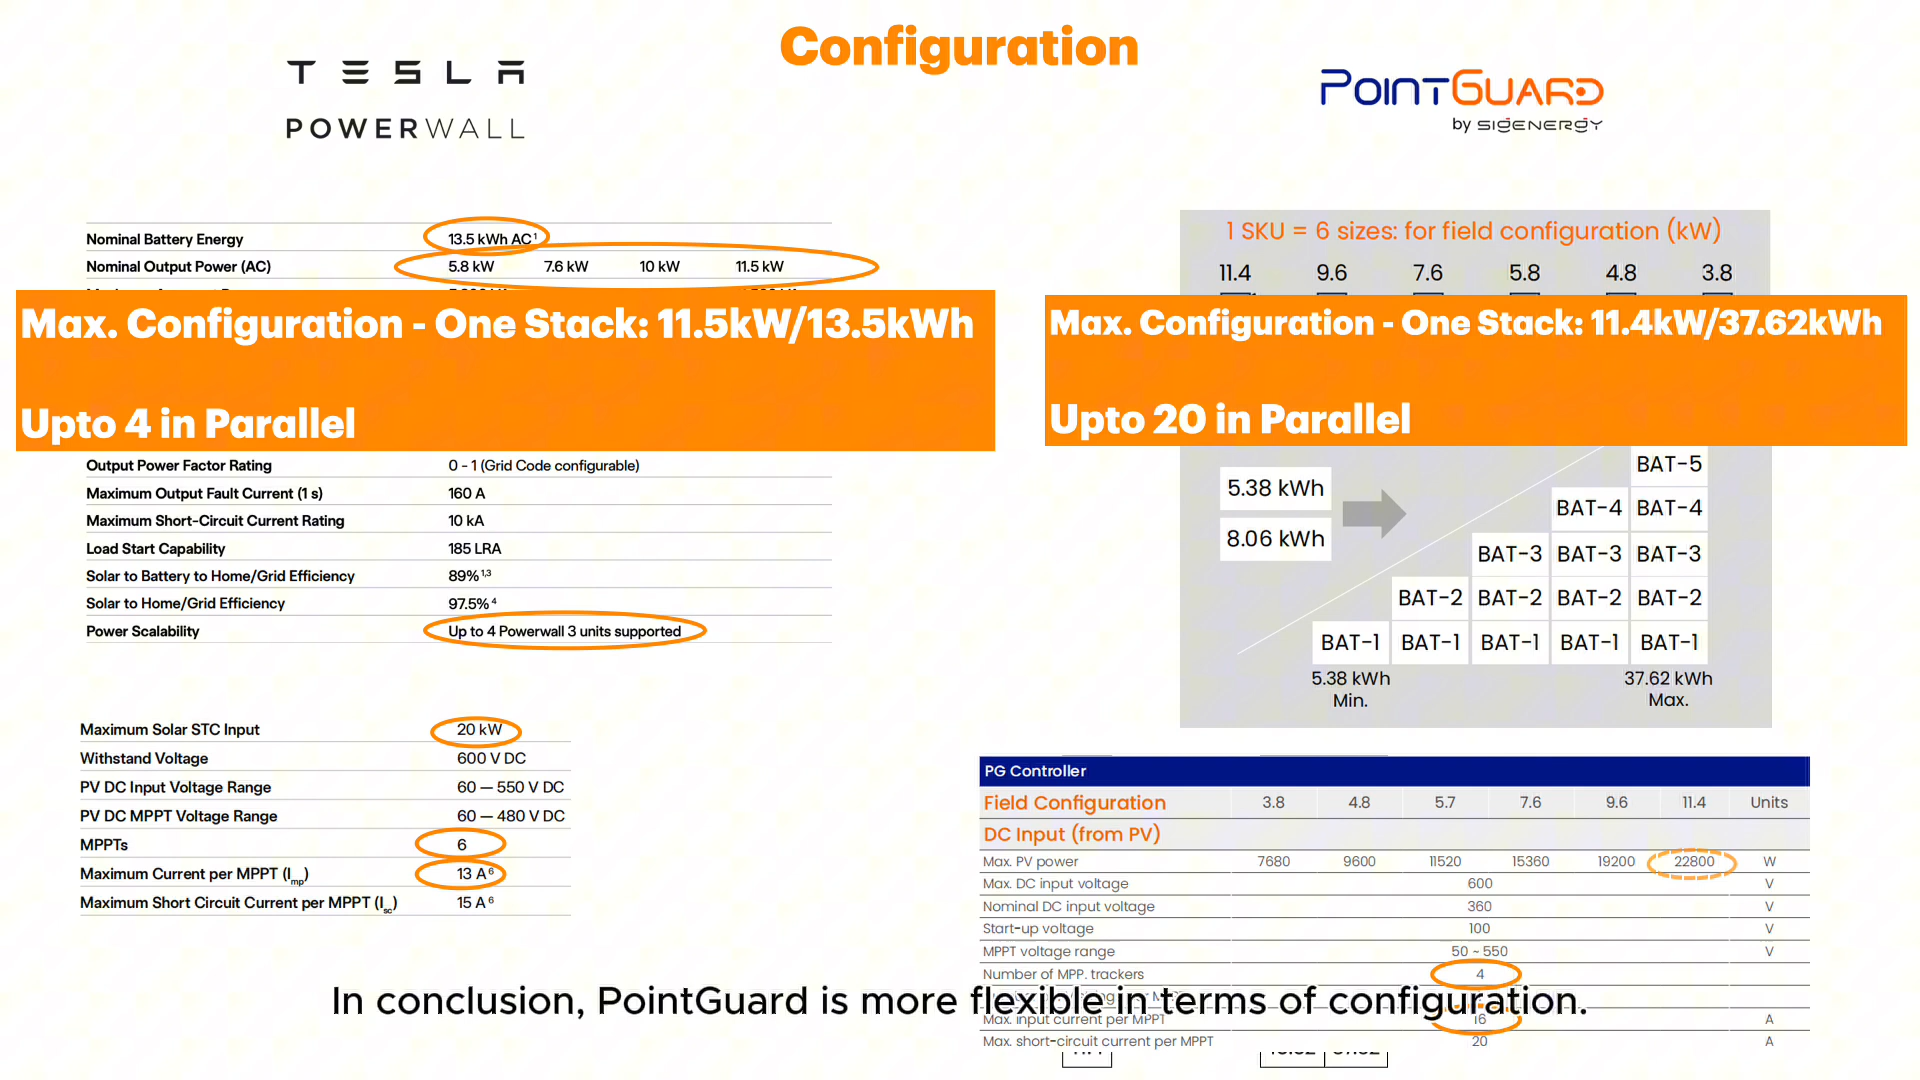 Configuration
TESLA
POWERWALL
POINTGUARD
by SIGENERGY
Nominal Battery Energy 13.5 kWh AC 1
Nominal Output Power (AC) 5.8 kW 7.6 kW 10 kW 11.5 kW
Max. Configuration - One Stack: 11.5kW/13.5kWh
Upto 4 in Parallel
Output Power Factor Rating 0 - 1 (Grid Code configurable)
Maximum Output Fault Current (1 s) 160 A
Maximum Short-Circuit Current Rating 10 kA
Load Start Capability 185 LRA
Solar to Battery to Home/Grid Efficiency 89% 1,3
Solar to Home/Grid Efficiency 97.5% 4
Power Scalability Up to 4 Powerwall 3 units supported
Maximum Solar STC Input 20 kW
Withstand Voltage 600 V DC
PV DC Input Voltage Range 60 — 550 V DC
PV DC MPPT Voltage Range 60 — 480 V DC
MPPTs 6
Maximum Current per MPPT (Imp) 13 A 6
Maximum Short Circuit Current per MPPT (Isc) 15 A 6
1 SKU = 6 sizes: for field configuration (kW)
11.4 9.6 7.6 5.8 4.8 3.8
Max. Configuration - One Stack: 11.4kW/37.62kWh
Upto 20 in Parallel
5.38 kWh
8.06 kWh
BAT-5
BAT-4 BAT-4
BAT-3 BAT-3 BAT-3
BAT-2 BAT-2 BAT-2 BAT-2
BAT-1 BAT-1 BAT-1 BAT-1 BAT-1
5.38 kWh 37.62 kWh
Min. Max.
PG Controller
Field Configuration 3.8 4.8 5.7 7.6 9.6 11.4 Units
DC Input (from PV)
Max. PV power 7680 9600 11520 15360 19200 22800 W
Max. DC input voltage 600 V
Nominal DC input voltage 360 V
Start-up voltage 100 V
MPPT voltage range 50 ~ 550 V
Number of MPP. trackers 4
Max. input current per MPPT 16 A
Max. short-circuit current per MPPT 20 A
In conclusion, PointGuard is more flexible in terms of configuration.